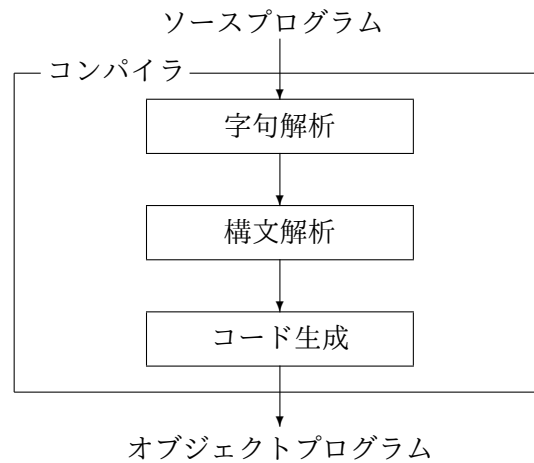 ソースプログラム
コンパイラ
字句解析
構文解析
コード生成
オブジェクトプログラム